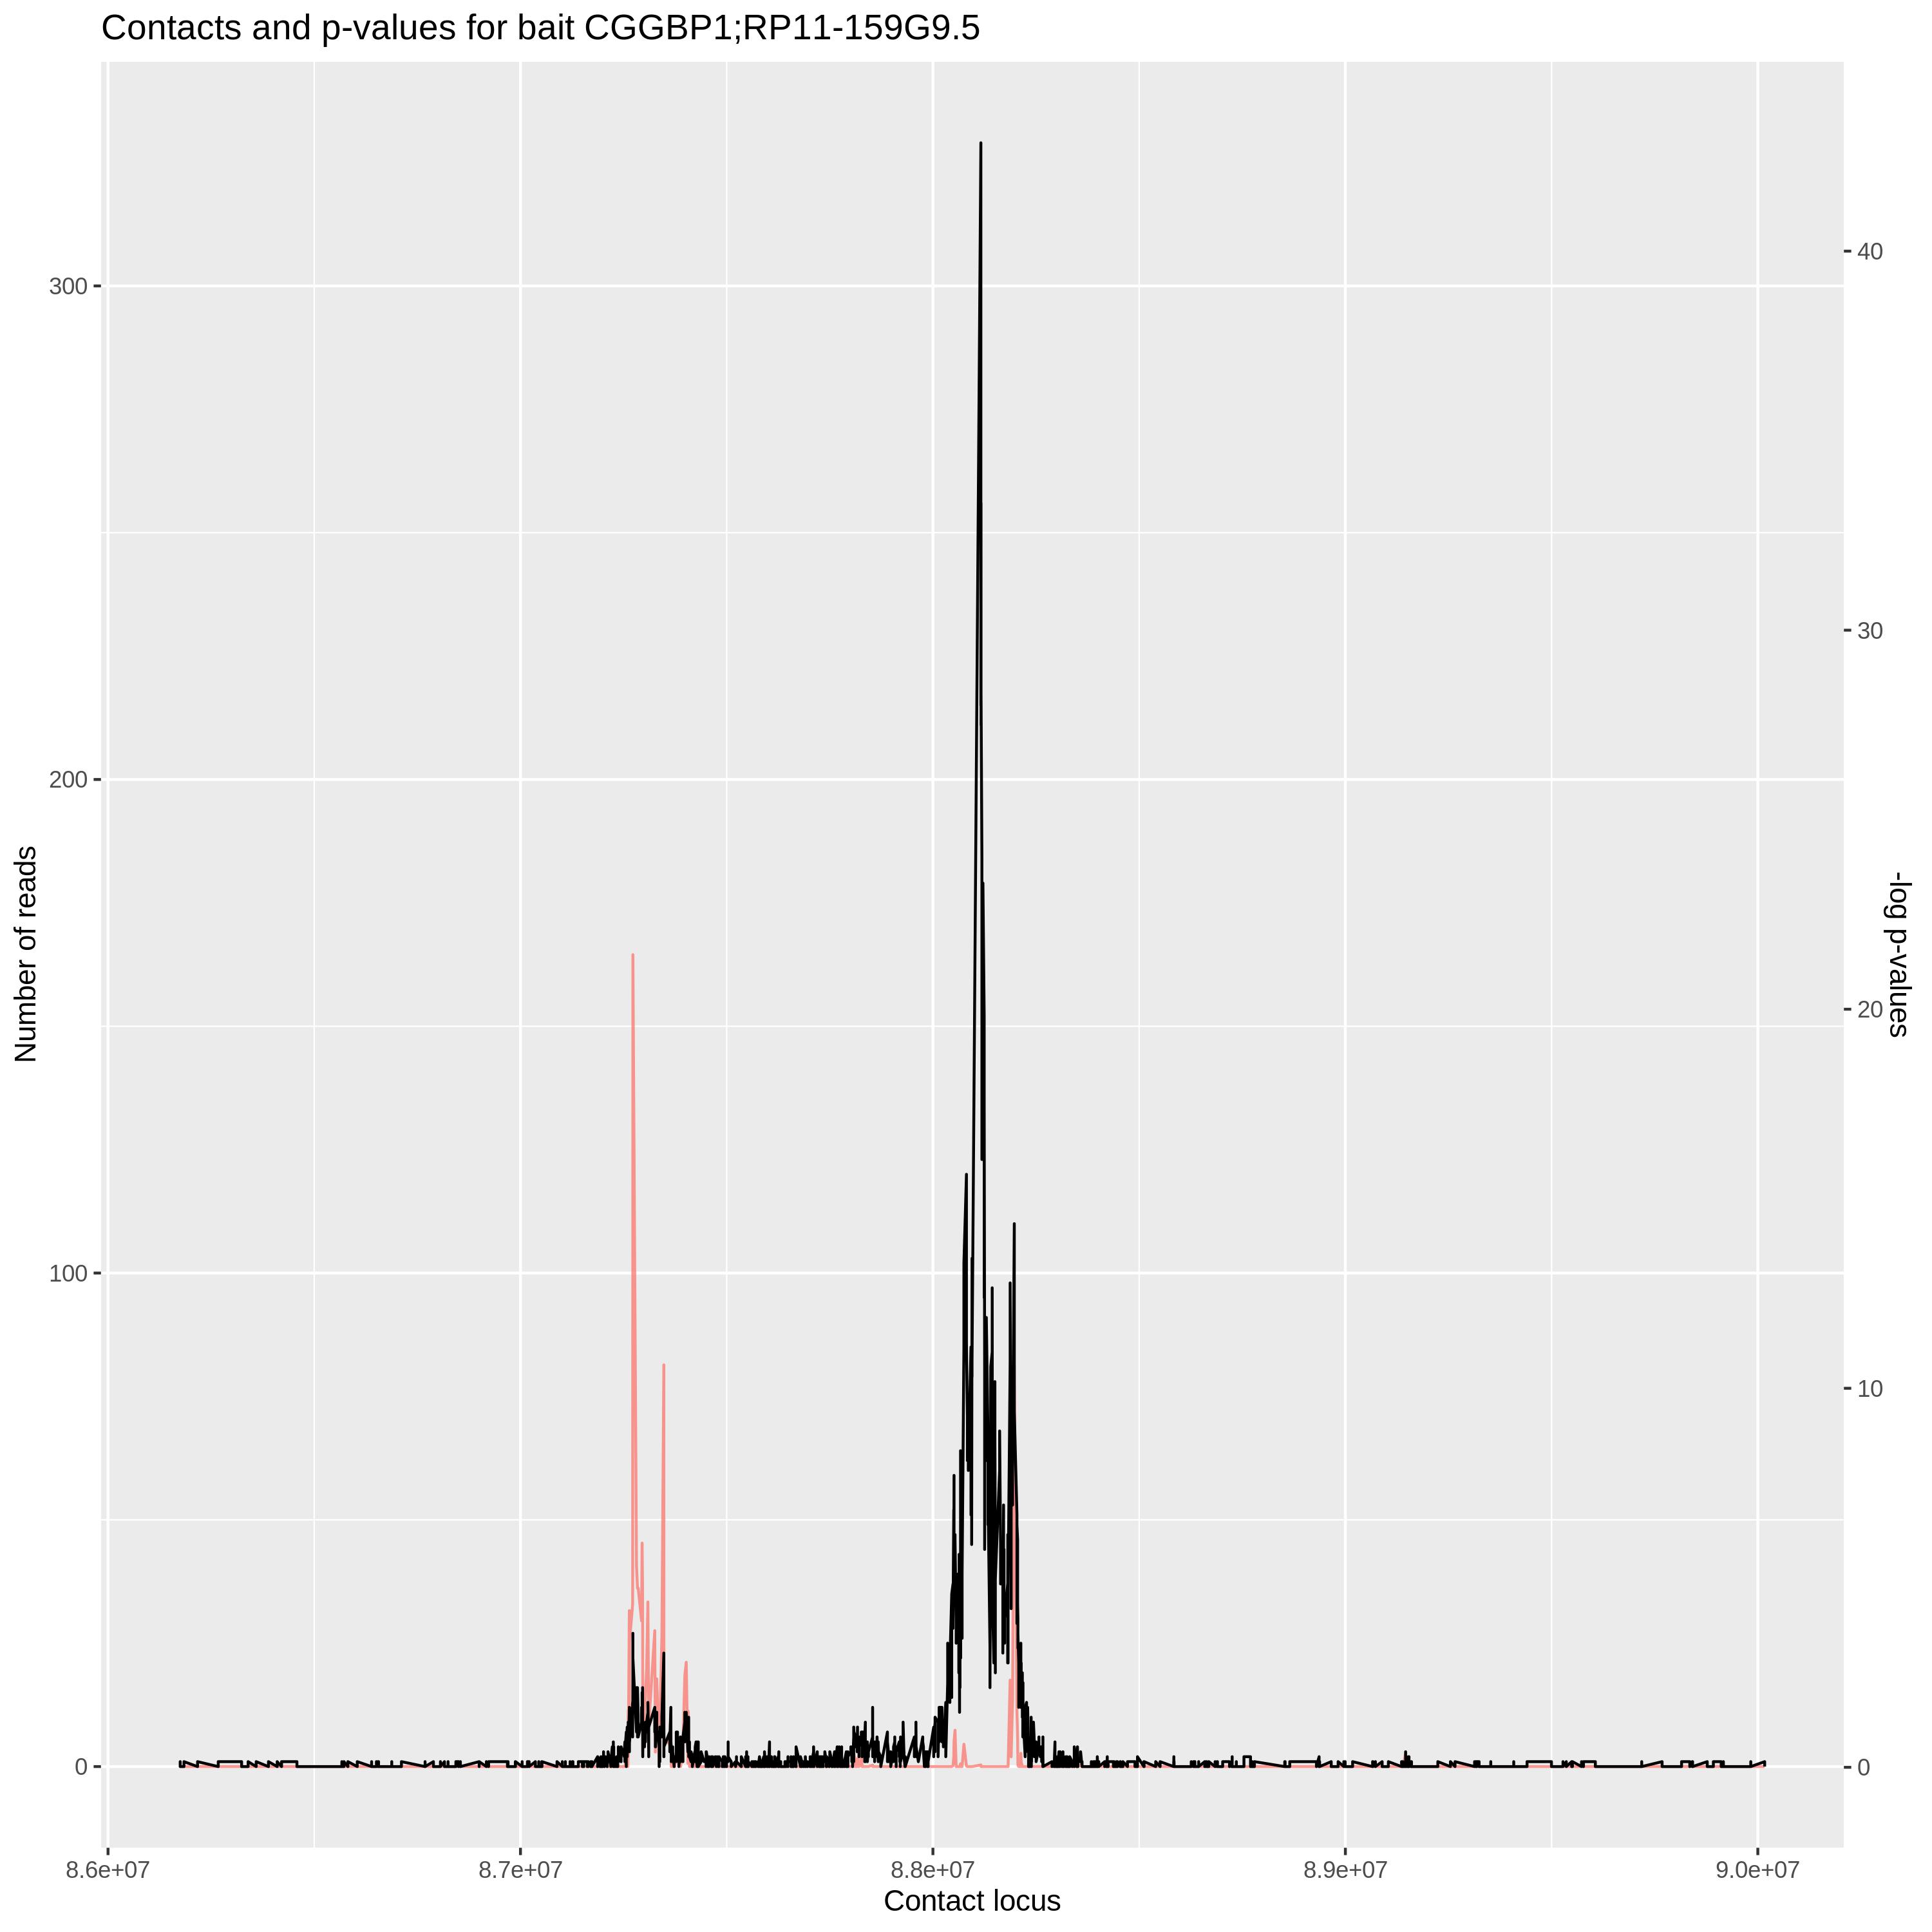 Contacts and p-values for bait CGGBP1;RP11-159G9.5
300
200
100
0
Number of reads
40
30
20
10
0
-log p-values
8.6e+07 8.7e+07 8.8e+07 8.9e+07 9.0e+07
Contact locus